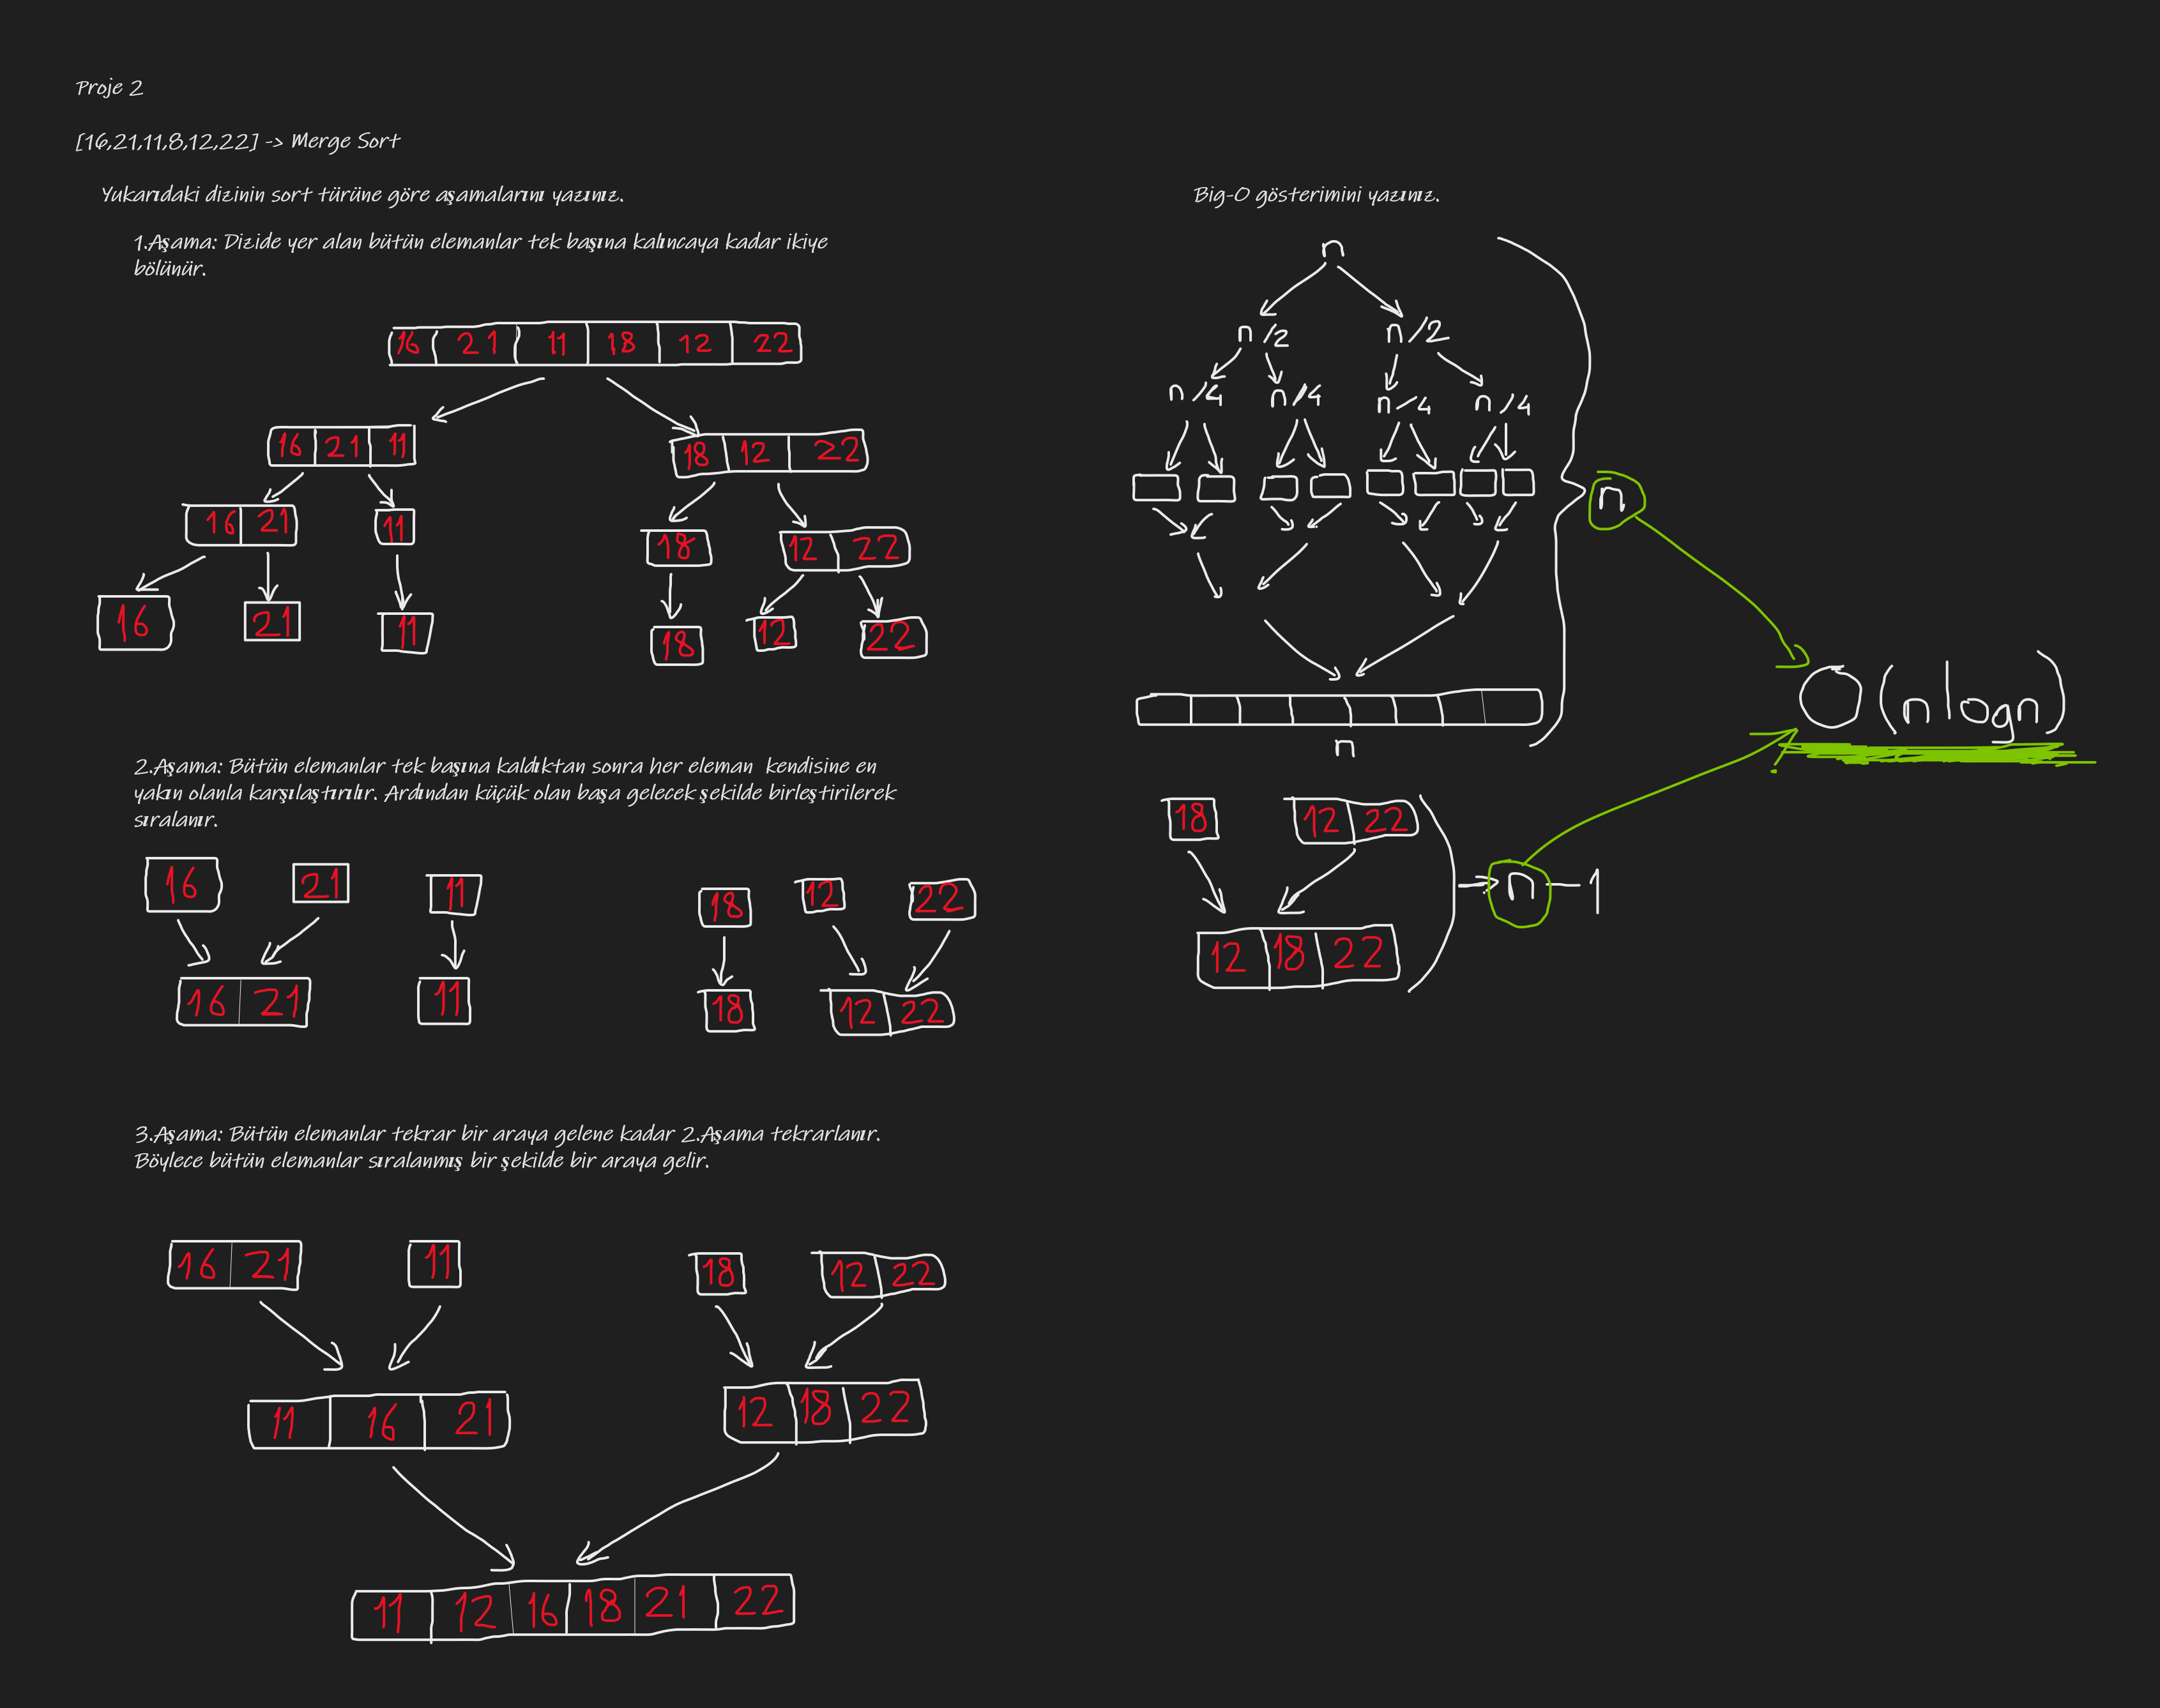 Proje 2
[16,21,11,8,12,22] -> Merge Sort
Yukarıdaki dizinin sort türüne göre aşamalarını yazınız.
1.Aşama: Dizide yer alan bütün elemanlar tek başına kalıncaya kadar ikiye
bölünür.
16 21 11 18 12 22
16 21 11 18 12 22
16 21 11 18 12 22
16 21 11 18 12 22
2.Aşama: Bütün elemanlar tek başına kaldıktan sonra her eleman kendisine en
yakın olanla karşılaştırılır. Ardından küçük olan başa gelecek şekilde birleştirilerek
sıralanır.
16 21 11 18 12 22
16 21 11 18 12 22
3.Aşama: Bütün elemanlar tekrar bir araya gelene kadar 2.Aşama tekrarlanır.
Böylece bütün elemanlar sıralanmış bir şekilde bir araya gelir.
16 21 11 18 12 22
11 16 21 12 18 22
11 12 16 18 21 22
Big-O gösterimini yazınız.
n
n/2 n/2
n/4 n/4 n/4 n/4
n
n
18 12 22
12 18 22
n-1
O(nlogn)